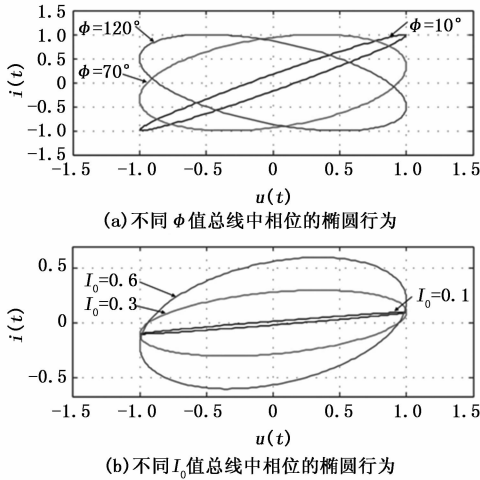 1.5
ϕ=120° ϕ=10°
1.0
0.5
i(t)
0
ϕ=70°
-0.5
-1.0
-1.5
-1.5 -1.0 -0.5 0 0.5 1.0 1.5
u(t)
(a)不同ϕ值总线中相位的椭圆行为
0.5
I₀=0.6
I₀=0.3 I₀=0.1
i(t)
0
-0.5
-1.5 -1.0 -0.5 0 0.5 1.0 1.5
u(t)
(b)不同I₀值总线中相位的椭圆行为